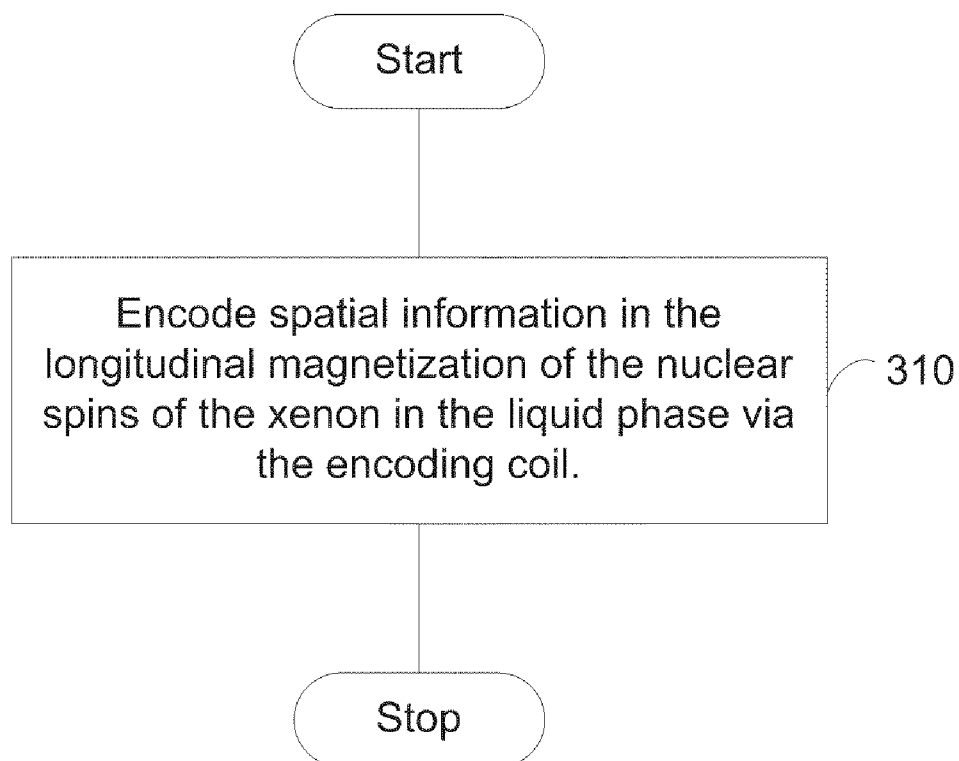 Start
Encode spatial information in the
longitudinal magnetization of the nuclear
spins of the xenon in the liquid phase via
the encoding coil.
310
Stop